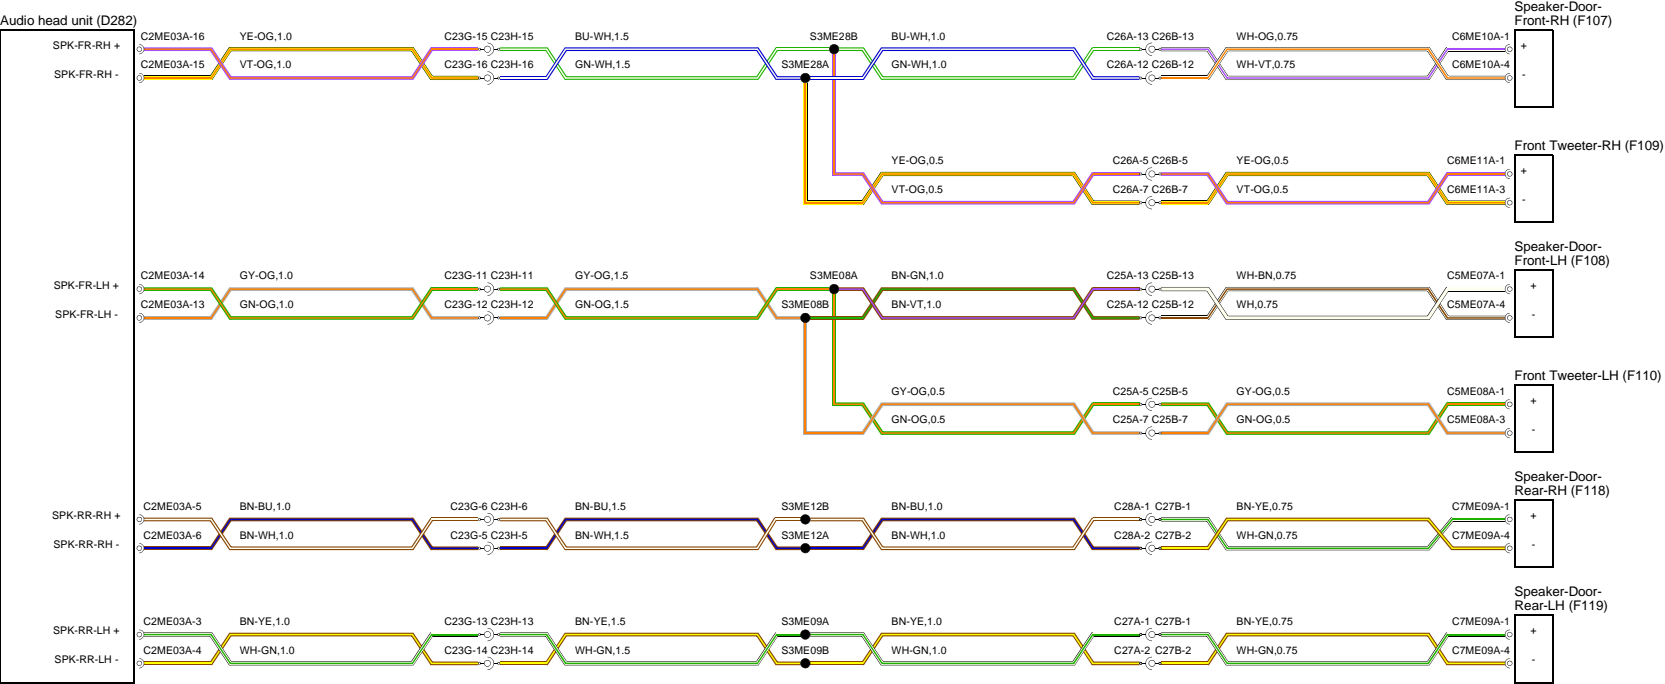 Audio head unit (D282)
Speaker-Door-
Front-RH (F107)
SPK-FR-RH +
C2ME03A-16
YE-OG,1.0
C23G-15 C23H-15
BU-WH,1.5
S3ME28B
BU-WH,1.0
C26A-13 C26B-13
WH-OG,0.75
C6ME10A-1
+
SPK-FR-RH -
C2ME03A-15
VT-OG,1.0
C23G-16 C23H-16
GN-WH,1.5
S3ME28A
GN-WH,1.0
C26A-12 C26B-12
WH-VT,0.75
C6ME10A-4
-
Front Tweeter-RH (F109)
YE-OG,0.5
C26A-5 C26B-5
YE-OG,0.5
C6ME11A-1
+
VT-OG,0.5
C26A-7 C26B-7
VT-OG,0.5
C6ME11A-3
-
Speaker-Door-
Front-LH (F108)
SPK-FR-LH +
C2ME03A-14
GY-OG,1.0
C23G-11 C23H-11
GY-OG,1.5
S3ME08A
BN-GN,1.0
C25A-13 C25B-13
WH-BN,0.75
C5ME07A-1
+
SPK-FR-LH -
C2ME03A-13
GN-OG,1.0
C23G-12 C23H-12
GN-OG,1.5
S3ME08B
BN-VT,1.0
C25A-12 C25B-12
WH,0.75
C5ME07A-4
-
Front Tweeter-LH (F110)
GY-OG,0.5
C25A-5 C25B-5
GY-OG,0.5
C5ME08A-1
+
GN-OG,0.5
C25A-7 C25B-7
GN-OG,0.5
C5ME08A-3
-
Speaker-Door-
Rear-RH (F118)
SPK-RR-RH +
C2ME03A-5
BN-BU,1.0
C23G-6 C23H-6
BN-BU,1.5
S3ME12B
BN-BU,1.0
C28A-1 C27B-1
BN-YE,0.75
C7ME09A-1
+
SPK-RR-RH -
C2ME03A-6
BN-WH,1.0
C23G-5 C23H-5
BN-WH,1.5
S3ME12A
BN-WH,1.0
C28A-2 C27B-2
WH-GN,0.75
C7ME09A-4
-
Speaker-Door-
Rear-LH (F119)
SPK-RR-LH +
C2ME03A-3
BN-YE,1.0
C23G-13 C23H-13
BN-YE,1.5
S3ME09A
BN-YE,1.0
C27A-1 C27B-1
BN-YE,0.75
C7ME09A-1
+
SPK-RR-LH -
C2ME03A-4
WH-GN,1.0
C23G-14 C23H-14
WH-GN,1.5
S3ME09B
WH-GN,1.0
C27A-2 C27B-2
WH-GN,0.75
C7ME09A-4
-